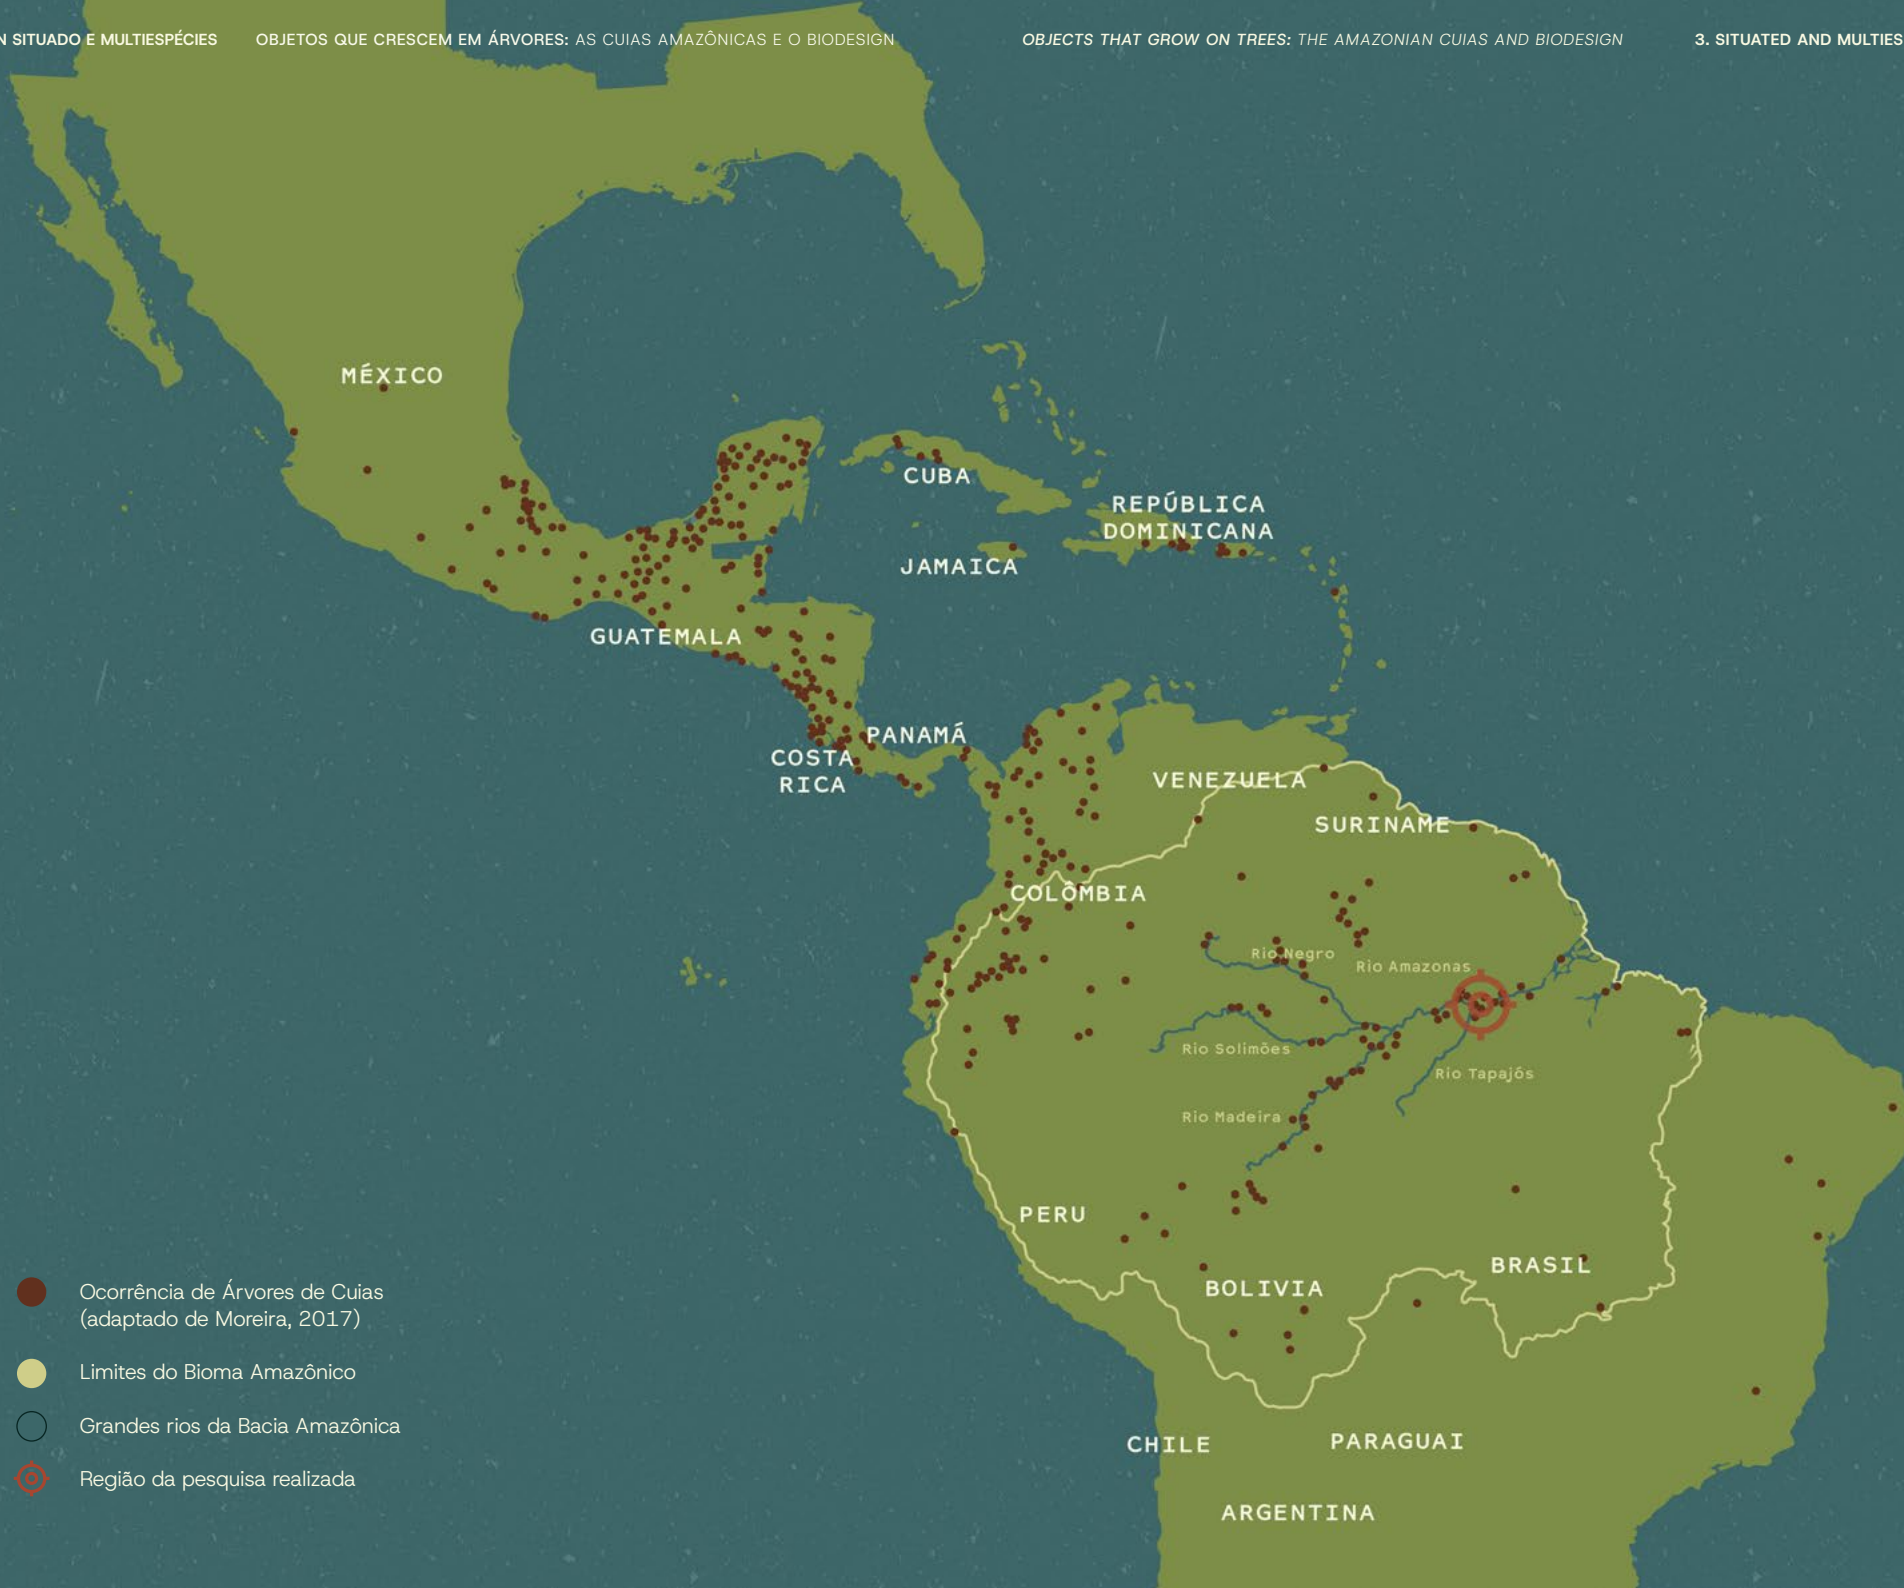 N SITUADO E MULTIESPÉCIES
OBJETOS QUE CRESCEM EM ÁRVORES: AS CUIAS AMAZÔNICAS E O BIODESIGN
OBJECTS THAT GROW ON TREES: THE AMAZONIAN CUIAS AND BIODESIGN
3. SITUATED AND MULTIES
MÉXICO
CUBA
REPÚBLICA
DOMINICANA
JAMAICA
GUATEMALA
PANAMÁ
COSTA
RICA
VENEZUELA
SURINAME
COLÔMBIA
Rio Negro
Rio Amazonas
Rio Solimões
Rio Tapajós
Rio Madeira
PERU
BRASIL
BOLIVIA
Ocorrência de Árvores de Cuias
(adaptado de Moreira, 2017)
Limites do Bioma Amazônico
Grandes rios da Bacia Amazônica
Região da pesquisa realizada
CHILE
PARAGUAI
ARGENTINA